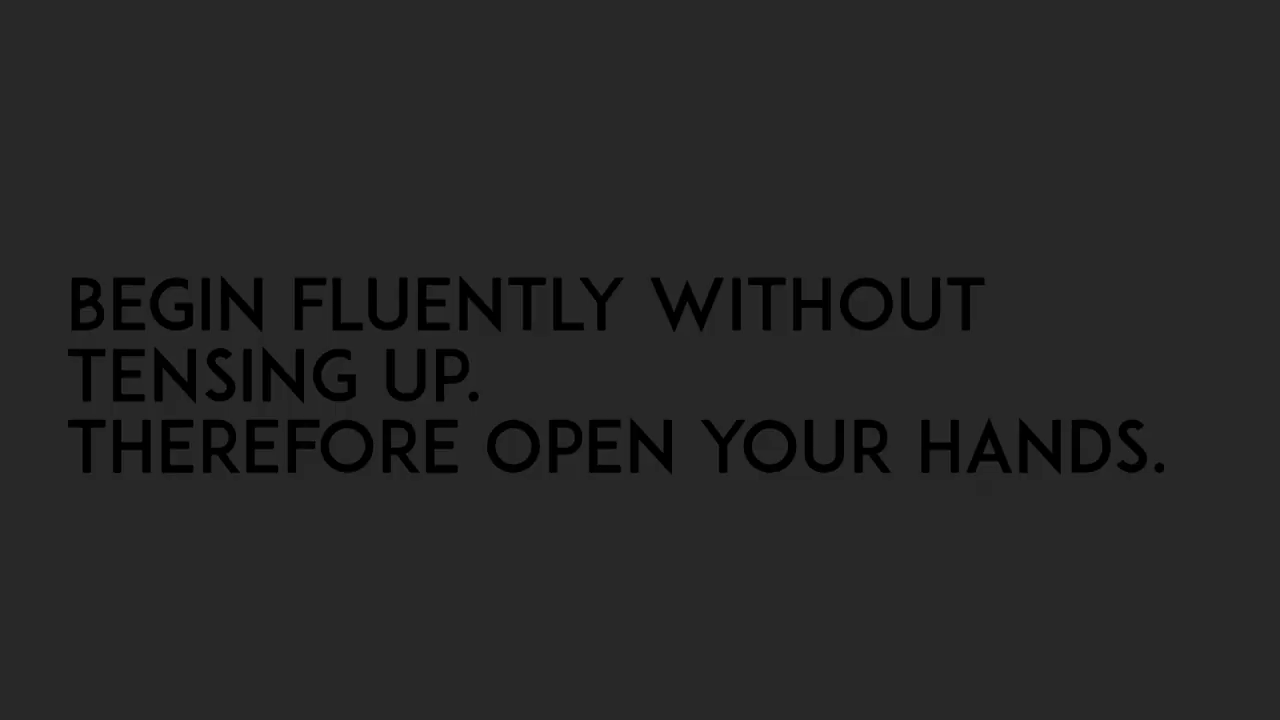 BEGIN FLUENTLY WITHOUT
TENSING UP.
THEREFORE OPEN YOUR HANDS.